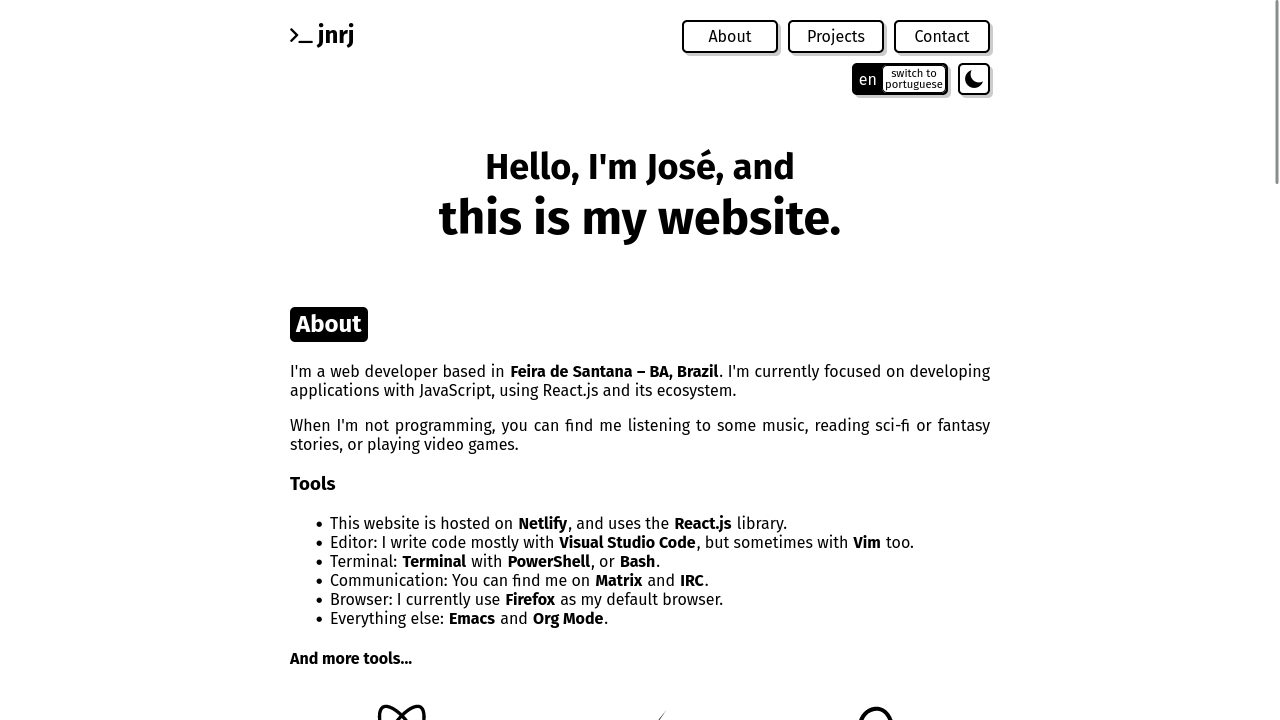 jnrj
About
Projects
Contact
en
switch to
portuguese
Hello, I'm José, and
this is my website.
About
I'm a web developer based in Feira de Santana – BA, Brazil. I'm currently focused on developing
applications with JavaScript, using React.js and its ecosystem.
When I'm not programming, you can find me listening to some music, reading sci-fi or fantasy
stories, or playing video games.
Tools
• This website is hosted on Netlify, and uses the React.js library.
• Editor: I write code mostly with Visual Studio Code, but sometimes with Vim too.
• Terminal: Terminal with PowerShell, or Bash.
• Communication: You can find me on Matrix and IRC.
• Browser: I currently use Firefox as my default browser.
• Everything else: Emacs and Org Mode.
And more tools...